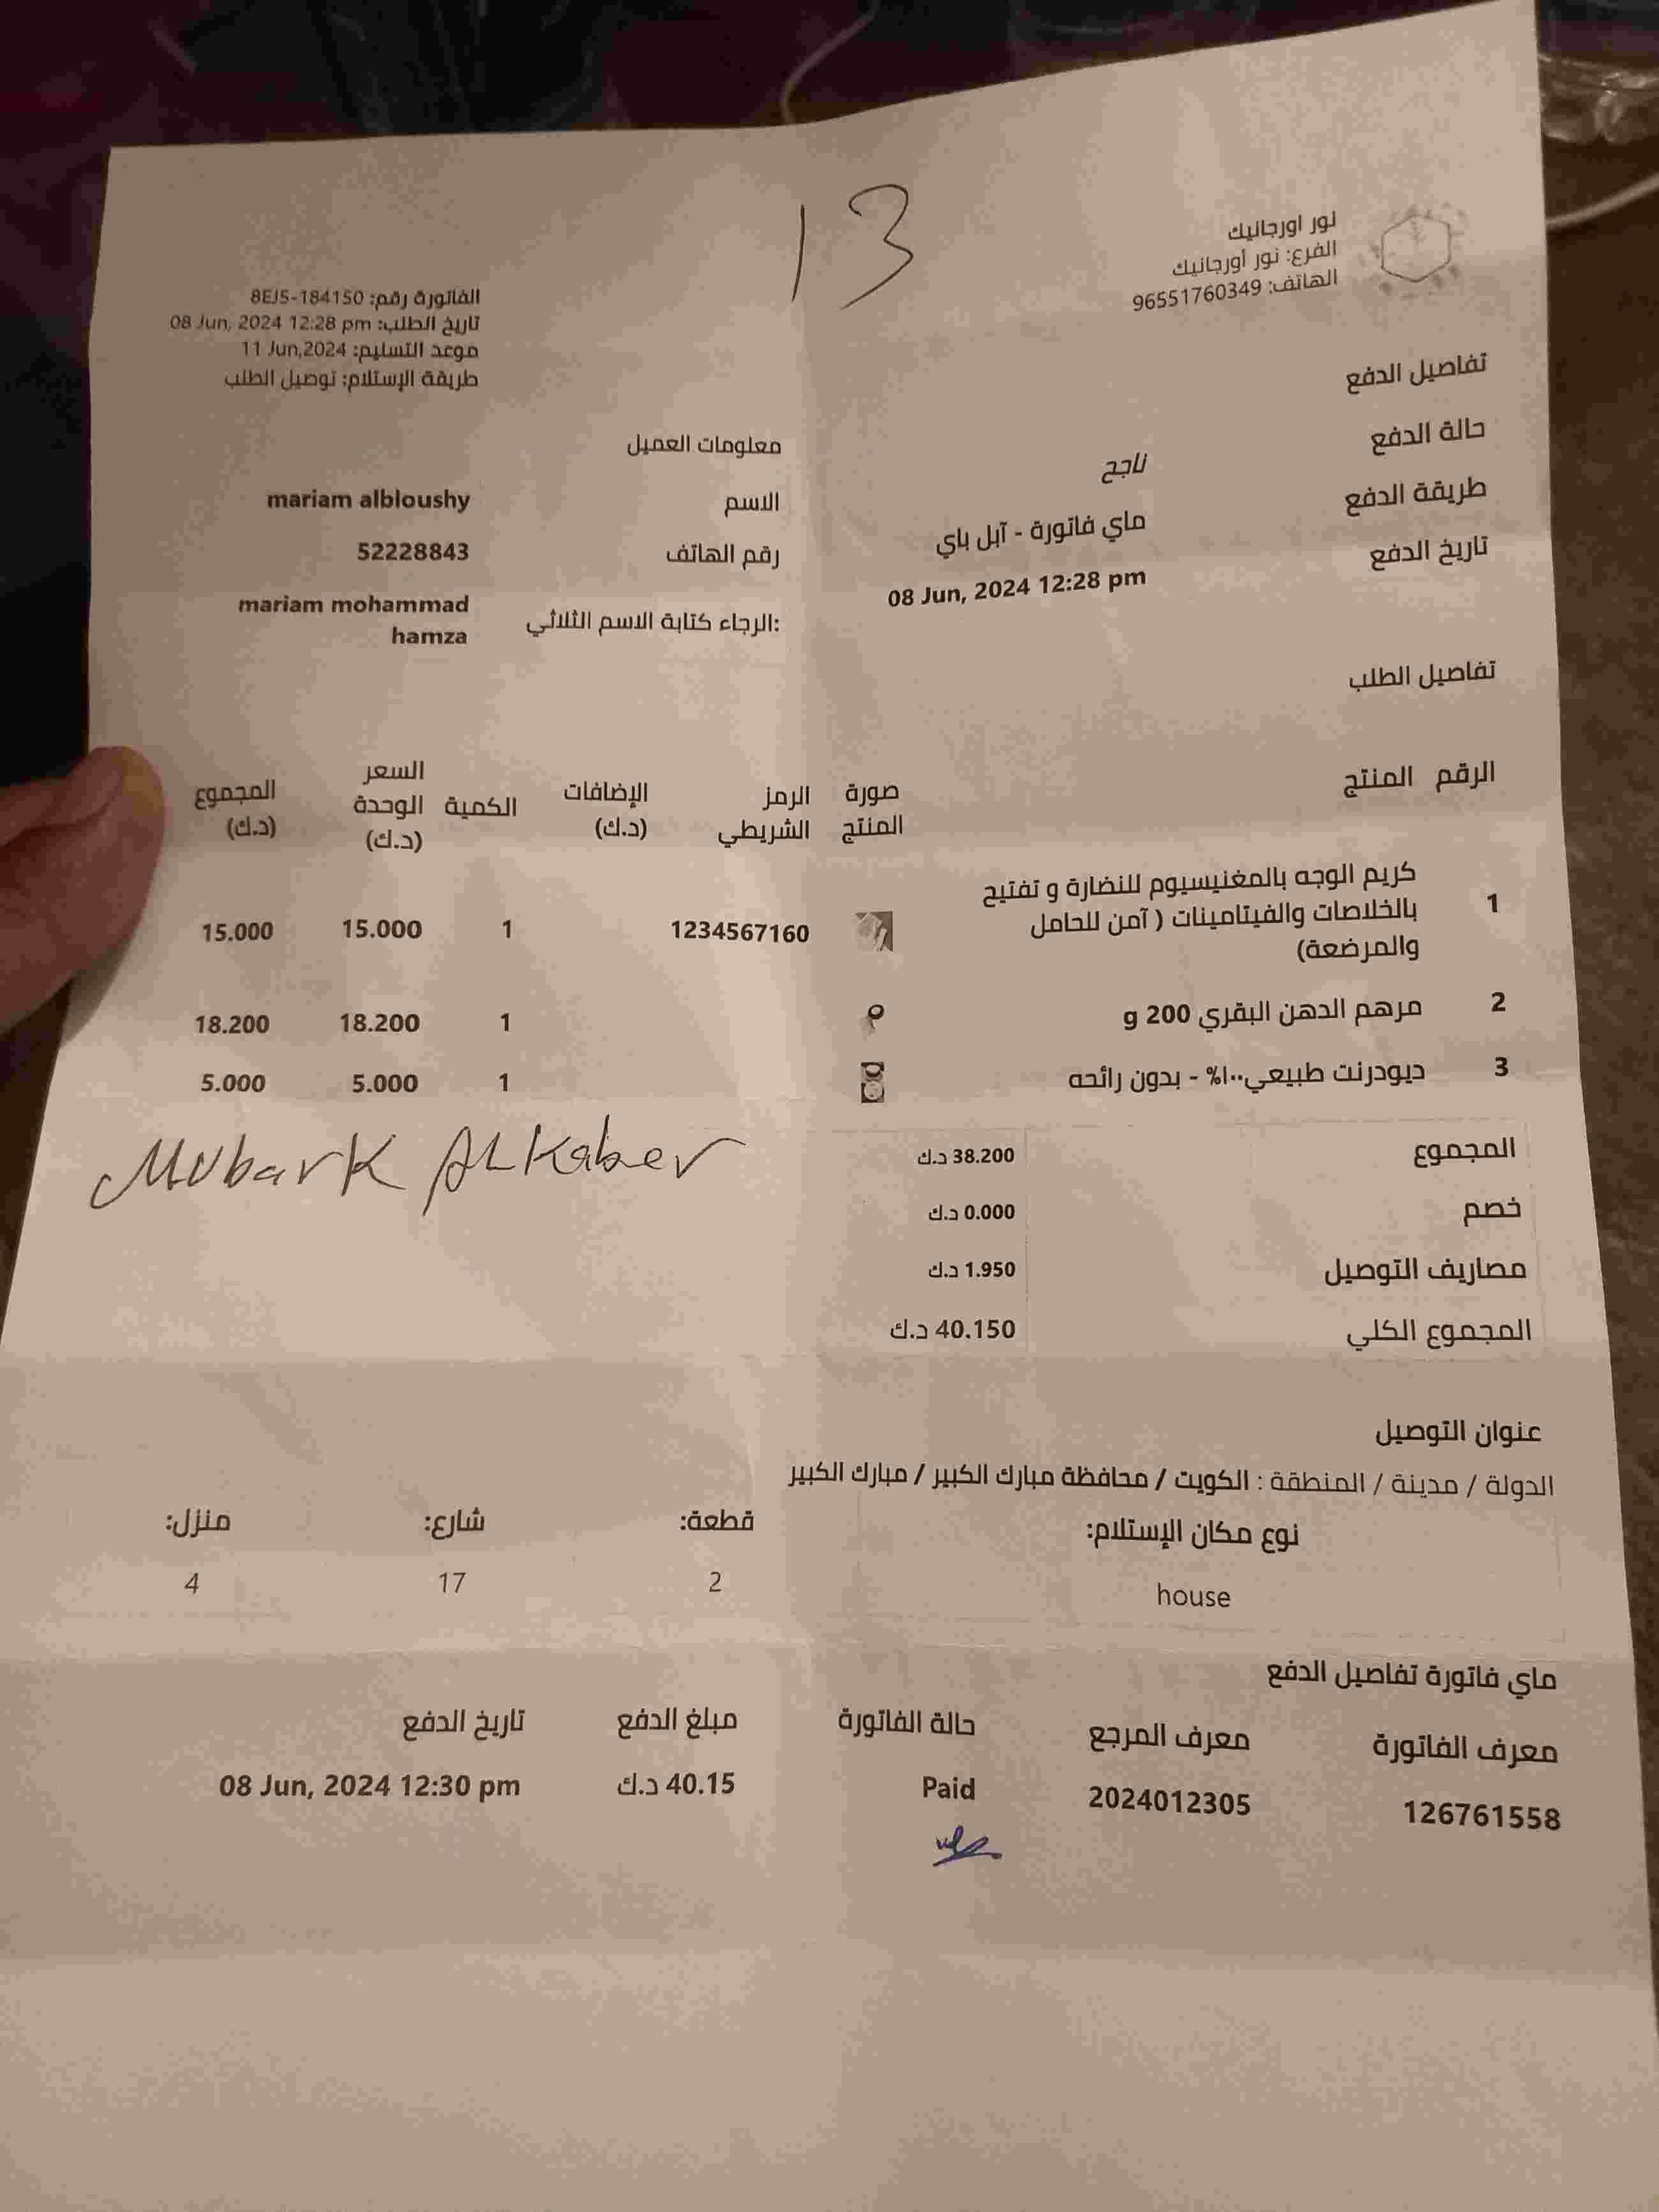 13
نور اورجانيك
الفرع: نور أورجانيك
الهاتف: 96551760349
الفاتورة رقم: 8EJ5-184150
تاريخ الطلب: 08 Jun, 2024 12:28 pm
موعد التسليم: 11 Jun,2024
طريقة الإستلام: توصيل الطلب
تفاصيل الدفع
حالة الدفع ناجح
طريقة الدفع ماي فاتورة - آبل باي
تاريخ الدفع 08 Jun, 2024 12:28 pm
معلومات العميل
الاسم mariam albloushy
رقم الهاتف 52228843
الرجاء كتابة الاسم الثلاثي: mariam mohammad
hamza
تفاصيل الطلب
الرقم المنتج صورة المنتج الرمز الشريطي الإضافات (د.ك) الكمية السعر الوحدة (د.ك) المجموع (د.ك)
1 كريم الوجه بالمغنيسيوم للنضارة و تفتيح 1234567160 1 15.000 15.000
بالخلاصات والفيتامينات ( آمن للحامل
والمرضعة)
2 مرهم الدهن البقري 200 g 1 18.200 18.200
3 ديودرنت طبيعي١٠٠% - بدون رائحه 1 5.000 5.000
Mubark ALKaber
المجموع 38.200 د.ك
خصم 0.000 د.ك
مصاريف التوصيل 1.950 د.ك
المجموع الكلي 40.150 د.ك
عنوان التوصيل
الدولة / مدينة / المنطقة : الكويت / محافظة مبارك الكبير / مبارك الكبير
نوع مكان الإستلام: قطعة: شارع: منزل:
house 2 17 4
ماي فاتورة تفاصيل الدفع
معرف الفاتورة معرف المرجع حالة الفاتورة مبلغ الدفع تاريخ الدفع
126761558 2024012305 Paid 40.15 د.ك 08 Jun, 2024 12:30 pm